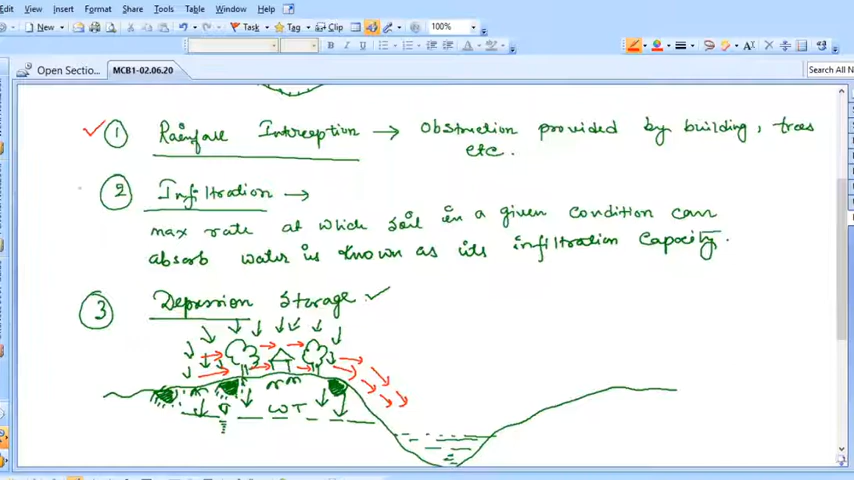 Edit View Insert Format Share Tools Table Window Help
New Task Tag Clip 100%
Open Sectio... MCB1-02.06.20 Search All N
① Rainfall Interception → Obstruction provided by building, trees
etc.
② Infiltration →
max rate at which soil in a given condition can
absorb water is known as its infiltration capacity.
③ Depression Storage
WT